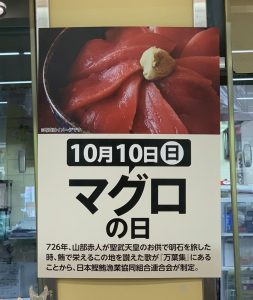 10月10日(日)
マグロ
の日
726年、山部赤人が聖武天皇のお供で明石を旅した
時、鮪で栄えるこの地を讃えた歌が『万葉集』にある
ことから、日本鰹鮪漁業協同組合連合会が制定。